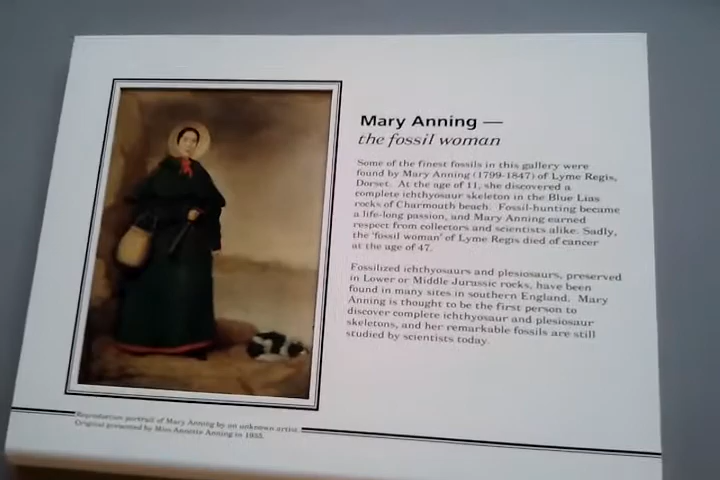 Mary Anning —
the fossil woman
Some of the finest fossils in this gallery were
found by Mary Anning (1799-1847) of Lyme Regis,
Dorset. At the age of 11, she discovered a
complete ichthyosaur skeleton in the Blue Lias
rocks of Charmouth beach. Fossil-hunting became
a life-long passion, and Mary Anning earned
respect from collectors and scientists alike. Sadly,
the 'fossil woman' of Lyme Regis died of cancer
at the age of 47.
Fossilized ichthyosaurs and plesiosaurs, preserved
in Lower or Middle Jurassic rocks, have been
found in many sites in southern England. Mary
Anning is thought to be the first person to
discover complete ichthyosaur and plesiosaur
skeletons, and her remarkable fossils are still
studied by scientists today.
Reproduction portrait of Mary Anning by an unknown artist.
Original presented by Miss Annette Anning in 1935.